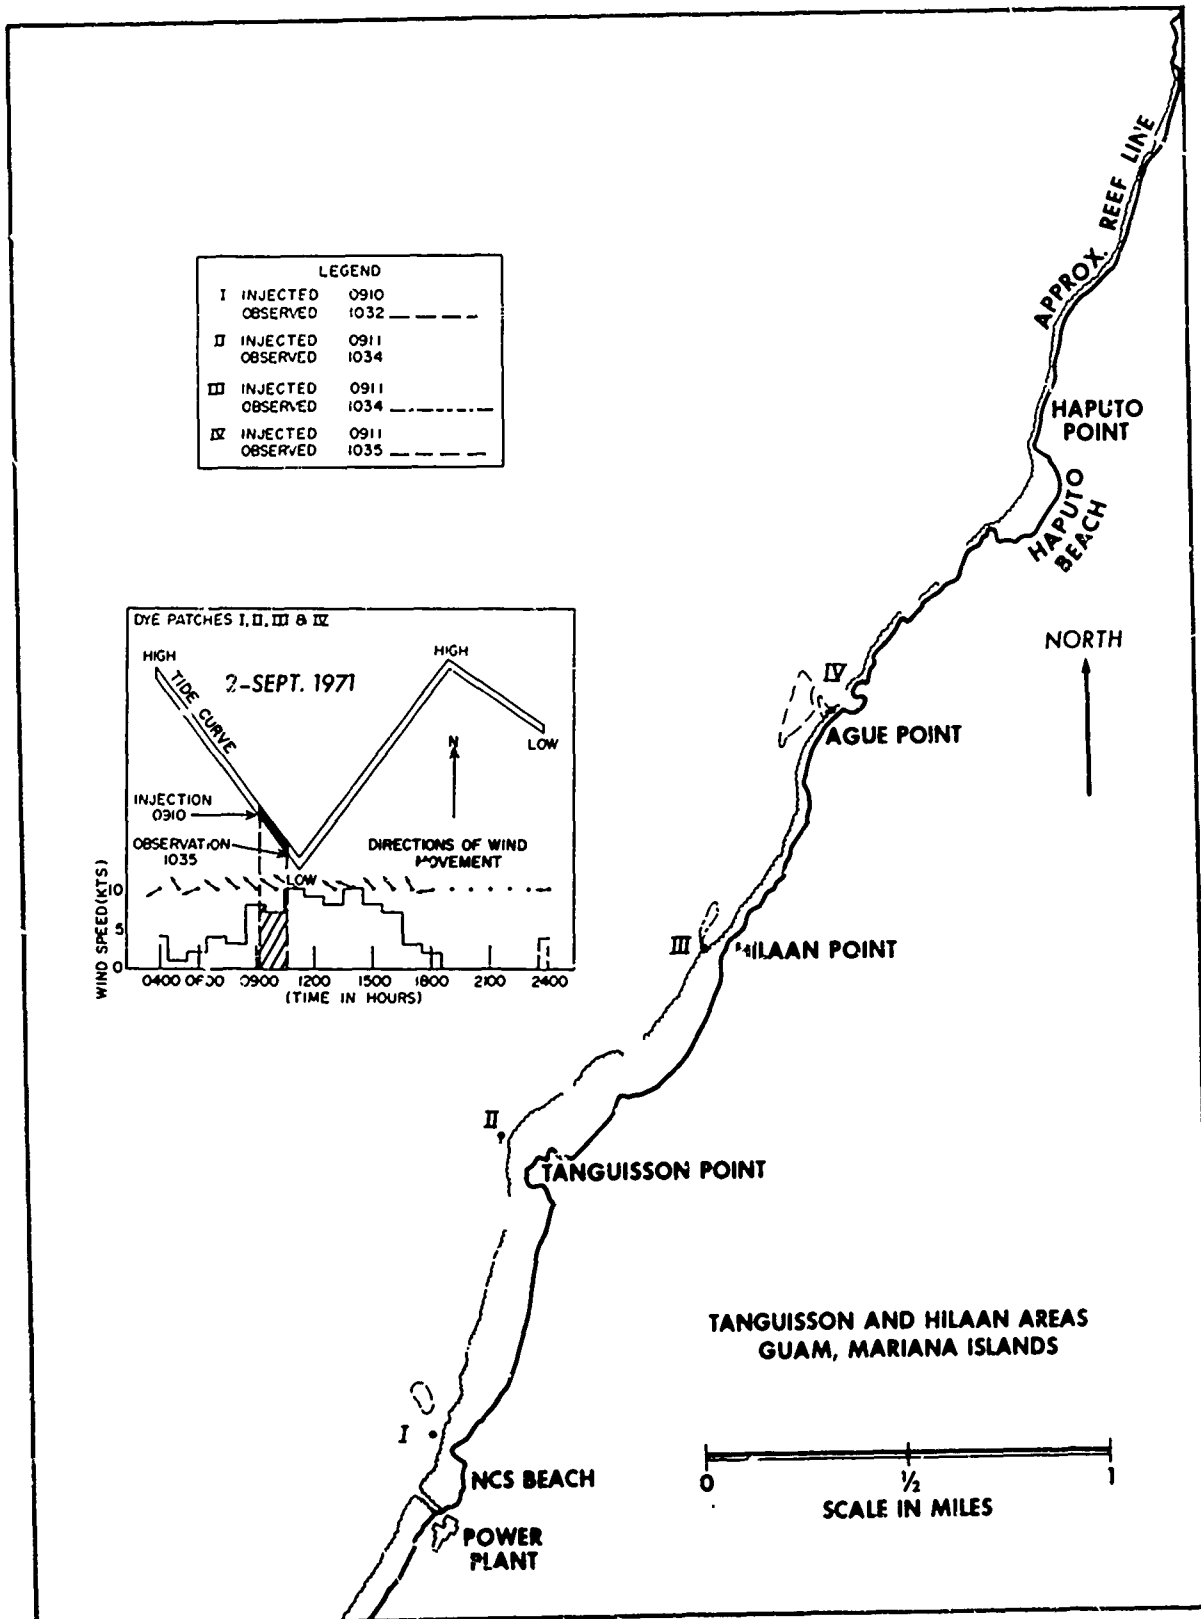 APPROX. REEF LINE
LEGEND
I INJECTED 0910
OBSERVED 1032
II INJECTED 0911
OBSERVED 1034
III INJECTED 0911
OBSERVED 1034
IV INJECTED 0911
OBSERVED 1035
HAPUTO
POINT
HAPUTO
BEACH
DYE PATCHES I, II, III & IV
HIGH
TIDE CURVE
2-SEPT. 1971
HIGH
LOW
N
INJECTION
0910
OBSERVATION
1035
DIRECTIONS OF WIND
MOVEMENT
LOW
WIND SPEED (KTS)
10
5
0
0400 0600 0900 1200 1500 1800 2100 2400
(TIME IN HOURS)
NORTH
IV
AGUE POINT
III
HILAAN POINT
II
TANGUISSON POINT
TANGUISSON AND HILAAN AREAS
GUAM, MARIANA ISLANDS
I
NCS BEACH
0 1/2 1
SCALE IN MILES
POWER
PLANT